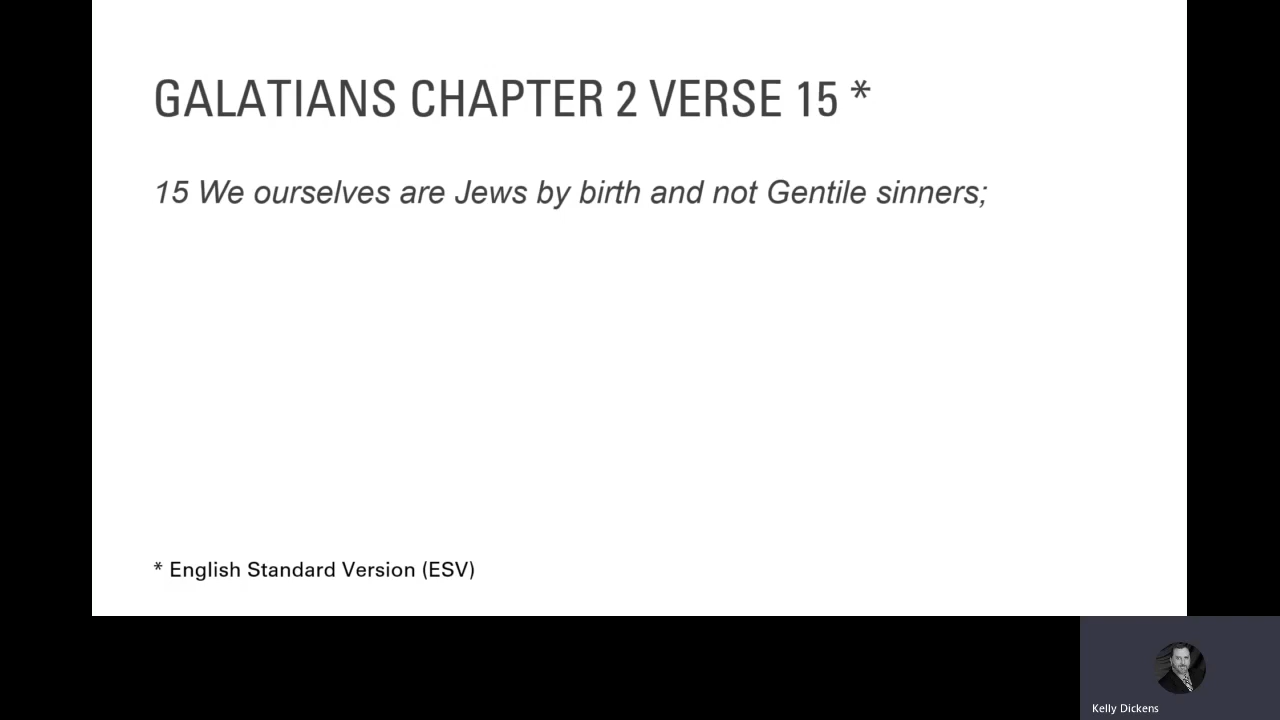 GALATIANS CHAPTER 2 VERSE 15 *
15 We ourselves are Jews by birth and not Gentile sinners;
* English Standard Version (ESV)
Kelly Dickens